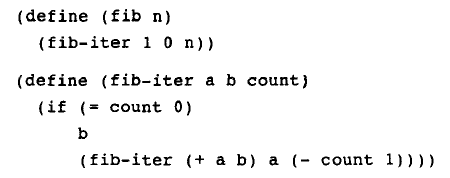 (define (fib n)
(fib-iter 1 0 n))
(define (fib-iter a b count)
(if (= count 0)
b
(fib-iter (+ a b) a (- count 1))))